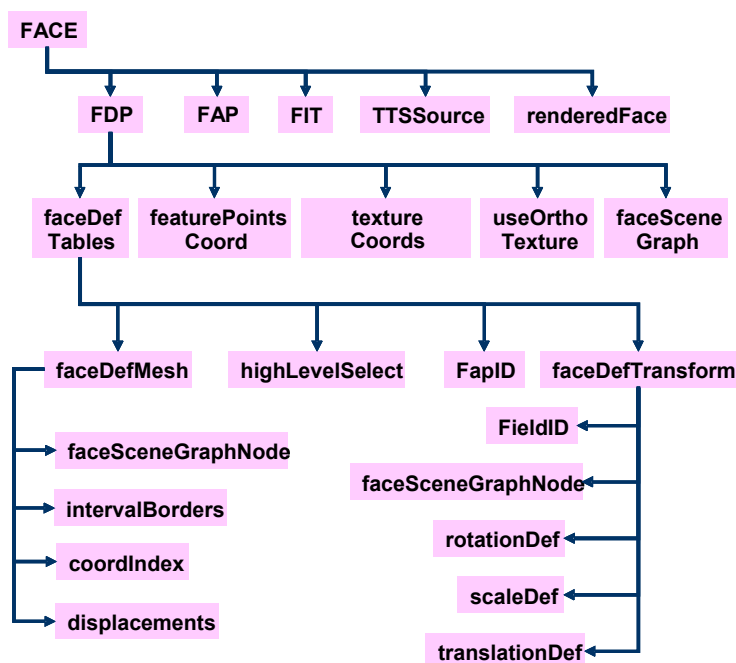 FACE
FDP
FAP
FIT
TTSSource
renderedFace
faceDef
Tables
featurePoints
Coord
texture
Coords
useOrtho
Texture
faceScene
Graph
faceDefMesh
highLevelSelect
FapID
faceDefTransform
faceSceneGraphNode
intervalBorders
coordIndex
displacements
FieldID
faceSceneGraphNode
rotationDef
scaleDef
translationDef